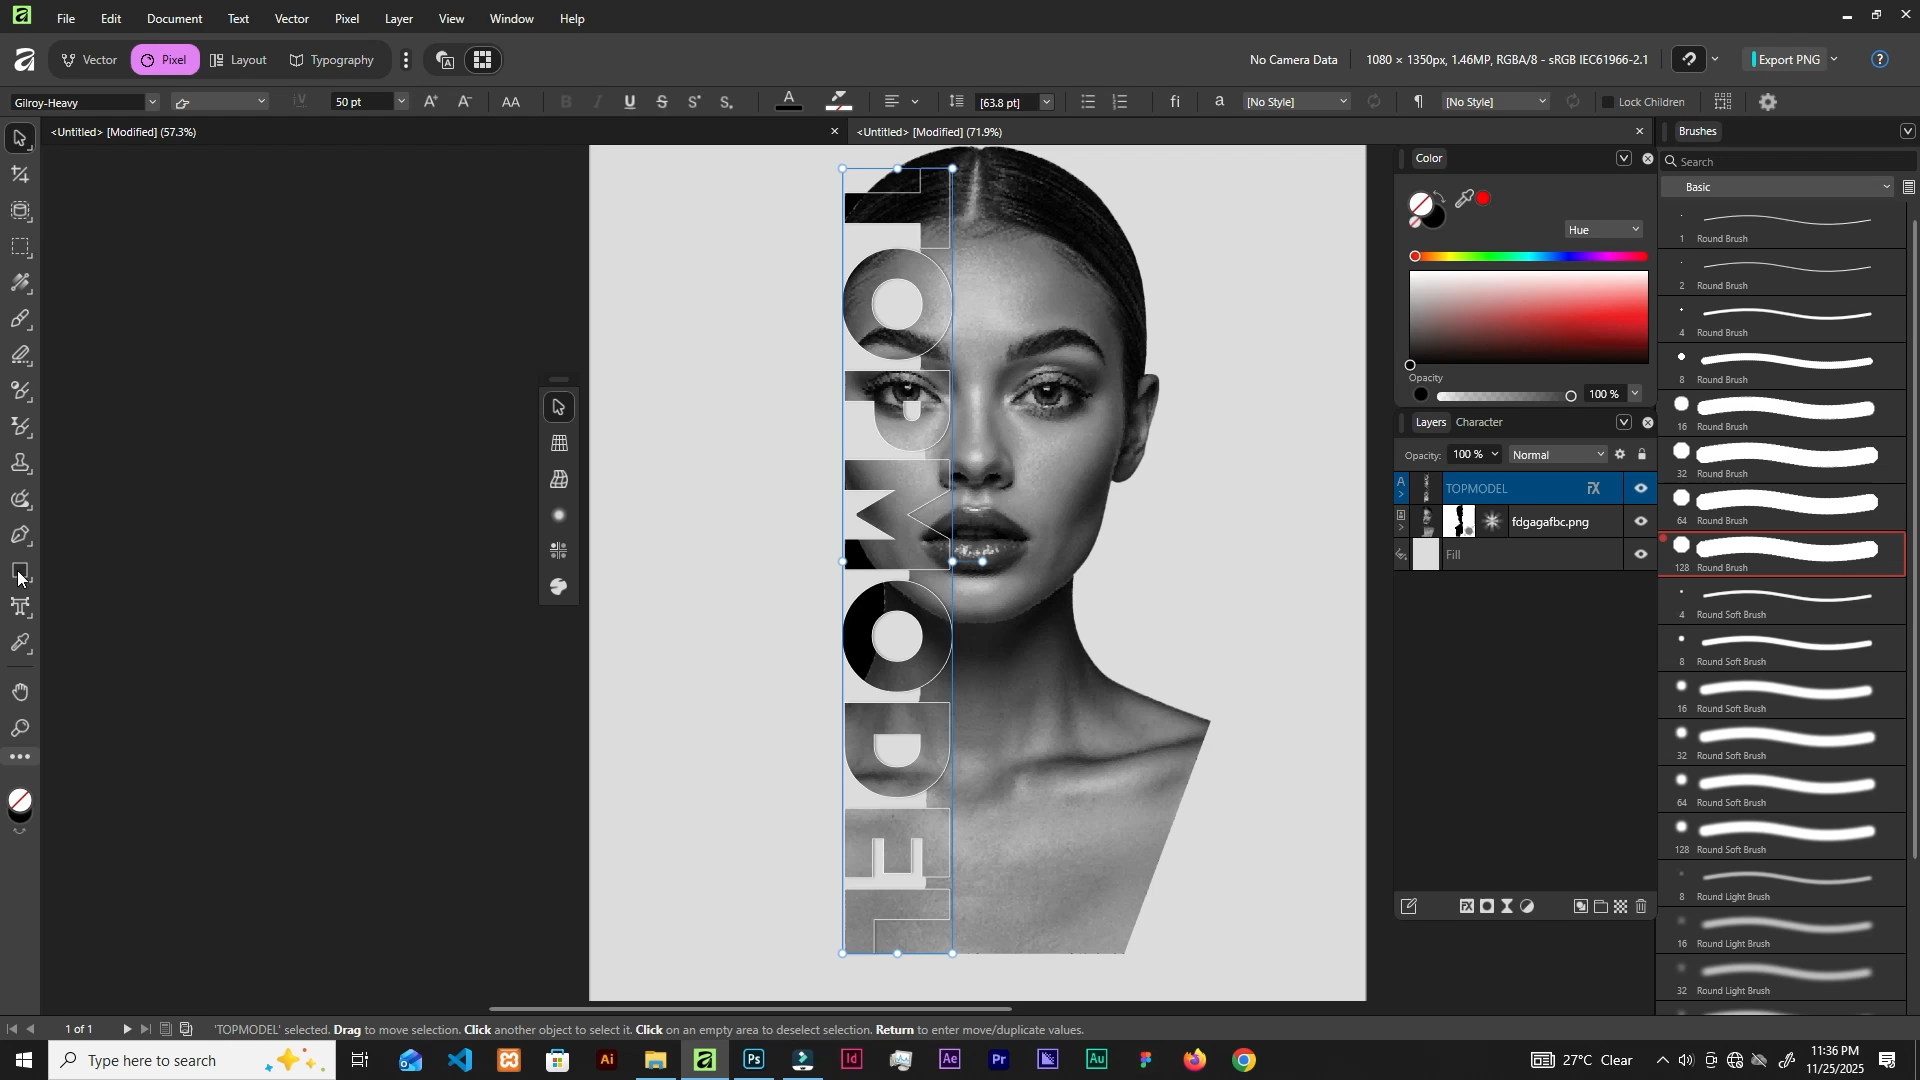 File Edit Document Text Vector Pixel Layer View Select Window Help
Vector Pixel Layout Typography No Camera Data 1080 × 1350px, 1.46MP, RGBA/8 - sRGB IEC61966-2.1 Export PNG
Gilroy-Heavy 50 pt AA [63.8 pt] fi a [No Style] [No Style] Lock Children
<Untitled> [Modified] (57.3%) <Untitled> [Modified] (71.9%)
Brushes
Search
Basic
Color
Hue
Opacity
100 %
Layers Character
Opacity: 100 % Normal
TOPMODEL
fdgagafbc.png
Fill
1 Round Brush
2 Round Brush
4 Round Brush
8 Round Brush
16 Round Brush
32 Round Brush
64 Round Brush
128 Round Brush
4 Round Soft Brush
8 Round Soft Brush
16 Round Soft Brush
32 Round Soft Brush
64 Round Soft Brush
128 Round Soft Brush
8 Round Light Brush
16 Round Light Brush
32 Round Light Brush
TOPMODEL
1 of 1 'TOPMODEL' selected. Drag to move selection. Click another object to select it. Click on an empty area to deselect selection. Return to enter move/duplicate values.
Type here to search
27°C Clear
11:36 PM
11/25/2025